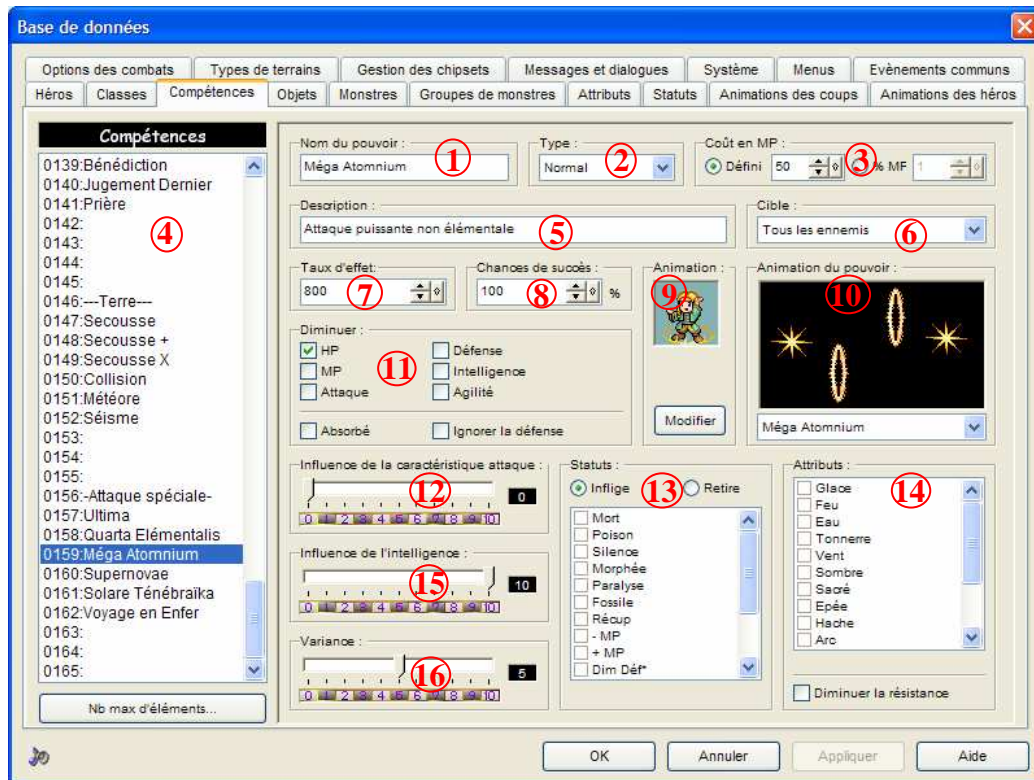 Base de données
Options des combats
Types de terrains
Gestion des chipsets
Messages et dialogues
Système
Menus
Evènements communs
Héros
Classes
Compétences
Objets
Monstres
Groupes de monstres
Attributs
Statuts
Animations des coups
Animations des héros
Compétences
0139:Bénédiction
0140:Jugement Dernier
0141:Prière
0142:
0143:
0144:
0145:
0146:---Terre---
0147:Secousse
0148:Secousse +
0149:Secousse X
0150:Collision
0151:Météore
0152:Séisme
0153:
0154:
0155:
0156:-Attaque spéciale-
0157:Ultima
0158:Quarta Elémentalis
0159:Méga Atomnium
0160:Supernovae
0161:Solare Ténébraïka
0162:Voyage en Enfer
0163:
0164:
0165:
4
Nb max d'éléments...
Nom du pouvoir :
Méga Atomnium
1
Type :
Normal
2
Coût en MP :
Défini 50
3
% MF 1
Description :
Attaque puissante non élémentale
5
Cible :
Tous les ennemis
6
Taux d'effet:
800
7
Chances de succès :
100 %
8
Animation :
9
Modifier
Animation du pouvoir :
10
Méga Atomnium
Diminuer :
HP
Défense
MP
Intelligence
Attaque
Agilité
11
Absorbé
Ignorer la défense
Influence de la caractéristique attaque :
12
0
0 1 2 3 4 5 6 7 8 9 10
Influence de l'intelligence :
15
10
0 1 2 3 4 5 6 7 8 9 10
Variance :
16
5
0 1 2 3 4 5 6 7 8 9 10
Statuts :
Inflige
13
Retire
Mort
Poison
Silence
Morphée
Paralyse
Fossile
Récup
- MP
+ MP
Dim Déf*
Attributs :
14
Glace
Feu
Eau
Tonnerre
Vent
Sombre
Sacré
Epée
Hache
Arc
Diminuer la résistance
OK
Annuler
Appliquer
Aide